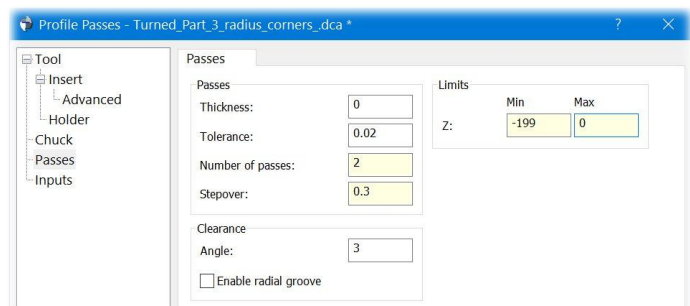 Profile Passes - Turned_Part_3_radius_corners_.dca *
?
Tool
Insert
Advanced
Holder
Chuck
Passes
Inputs
Passes
Passes
Thickness: 0
Tolerance: 0.02
Number of passes: 2
Stepover: 0.3
Clearance
Angle: 3
Enable radial groove
Limits
Min Max
Z: -199 0